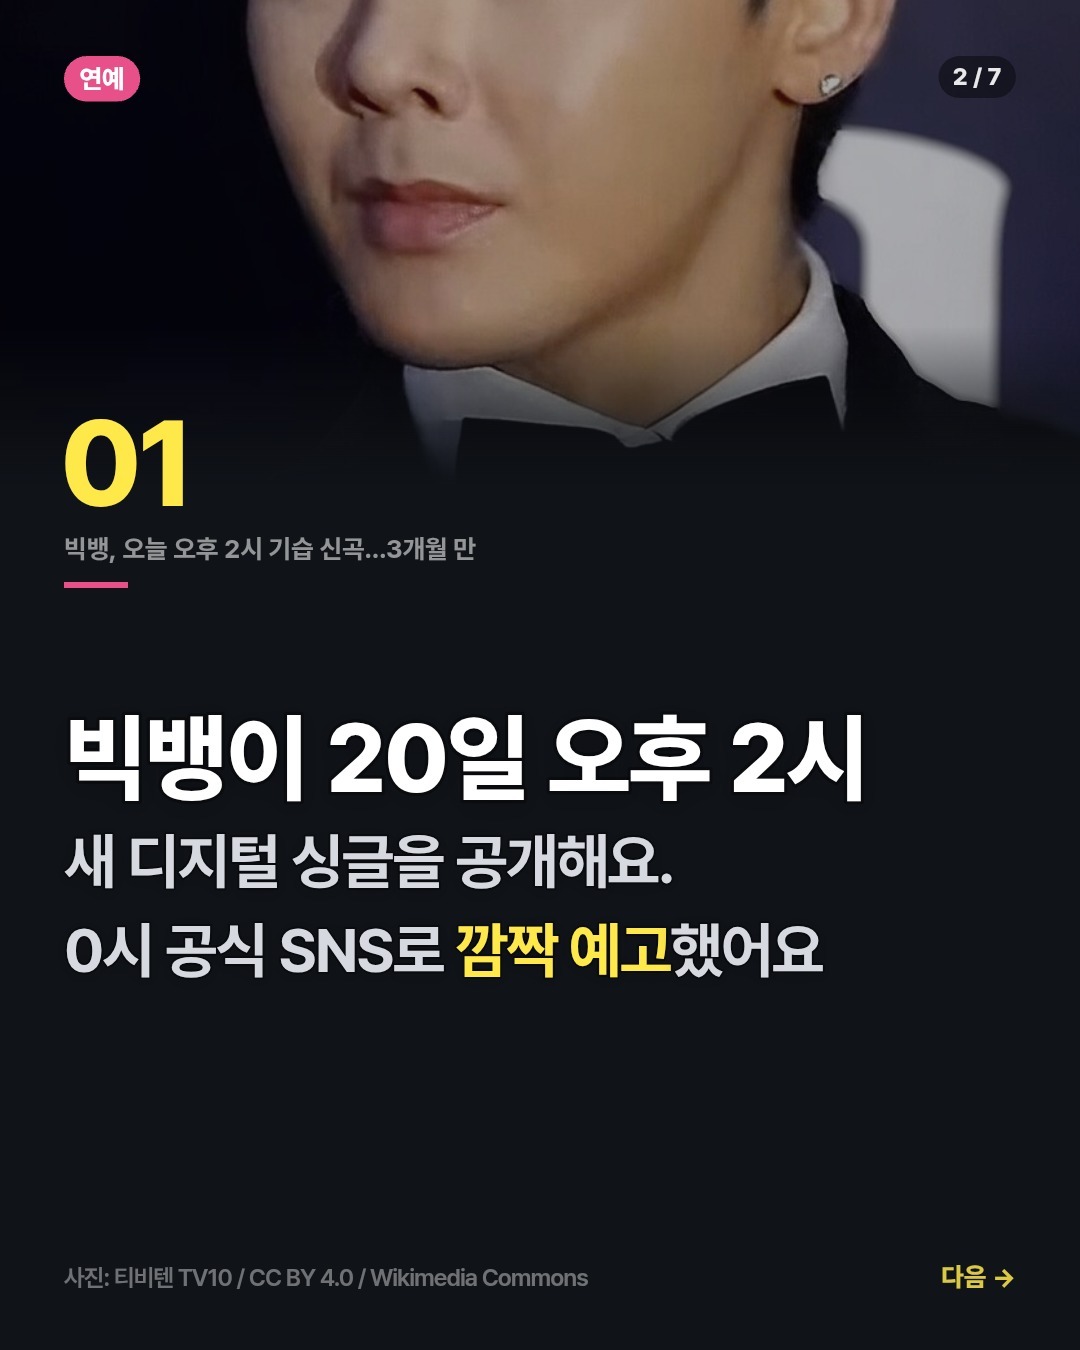 연예
2 / 7
01
빅뱅, 오늘 오후 2시 기습 신곡...3개월 만
빅뱅이 20일 오후 2시
새 디지털 싱글을 공개해요.
0시 공식 SNS로 깜짝 예고했어요
사진: 티비텐 TV10 / CC BY 4.0 / Wikimedia Commons
다음 →